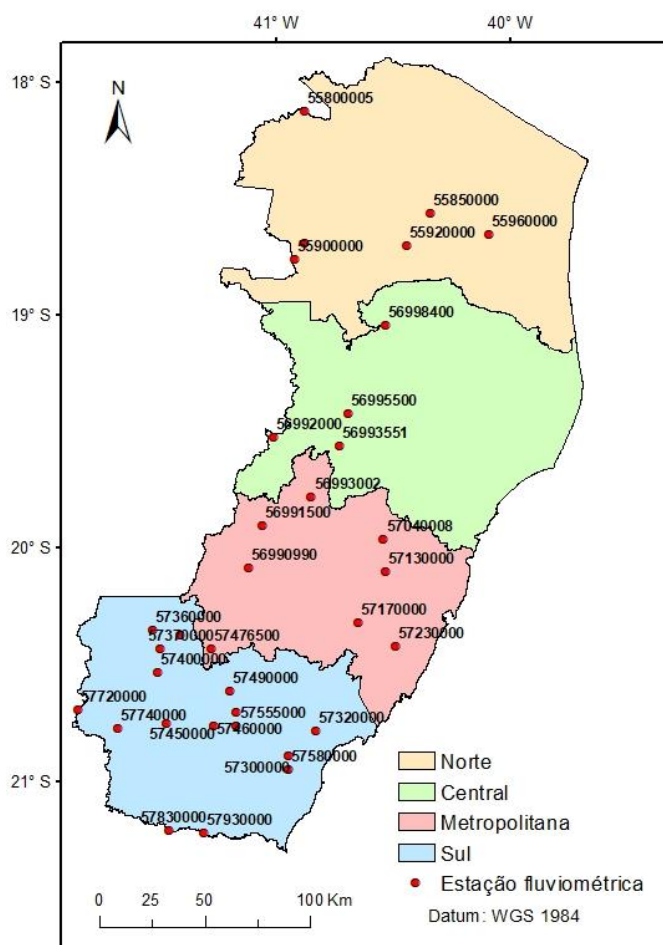 41° W 40° W
18° S
N
55800005
55850000
55960000
55920000
55900000
19° S
56998400
56995500
56992000
56993551
56993002
56991500
57040008
20° S
56990990
57130000
57170000
57360000
57230000
57370000
57476500
57400000
57490000
57720000
57555000
57320000
57740000
57450000
57460000
57580000
57300000
21° S
57830000
57930000
Norte
Central
Metropolitana
Sul
Estação fluviométrica
0 25 50 100 Km
Datum: WGS 1984